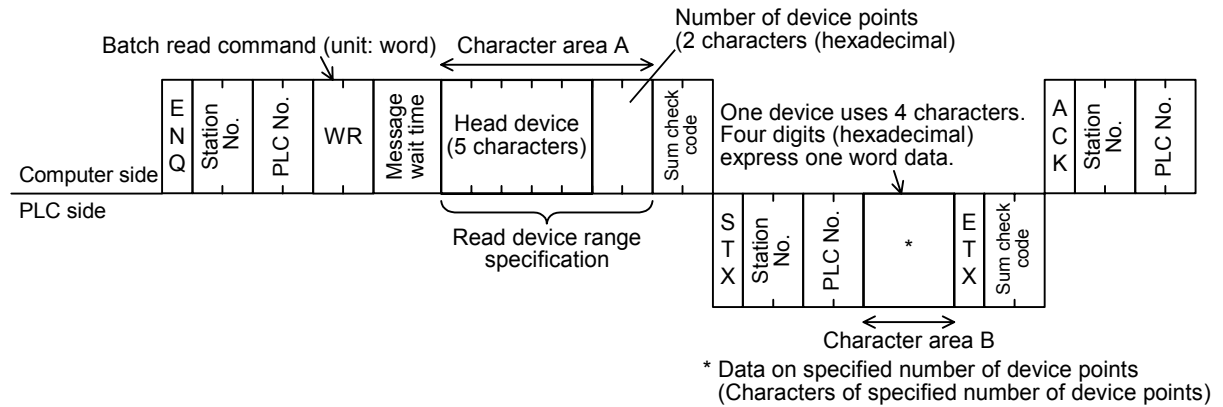 Number of device points
(2 characters (hexadecimal)
Batch read command (unit: word)
Character area A
ENQ
Station
No.
PLC No.
WR
Message
wait time
Head device
(5 characters)
Sum check
code
One device uses 4 characters.
Four digits (hexadecimal)
express one word data.
ACK
Station
No.
PLC No.
Computer side
PLC side
Read device range
specification
STX
Station
No.
PLC No.
*
ETX
Sum check
code
Character area B
* Data on specified number of device points
(Characters of specified number of device points)